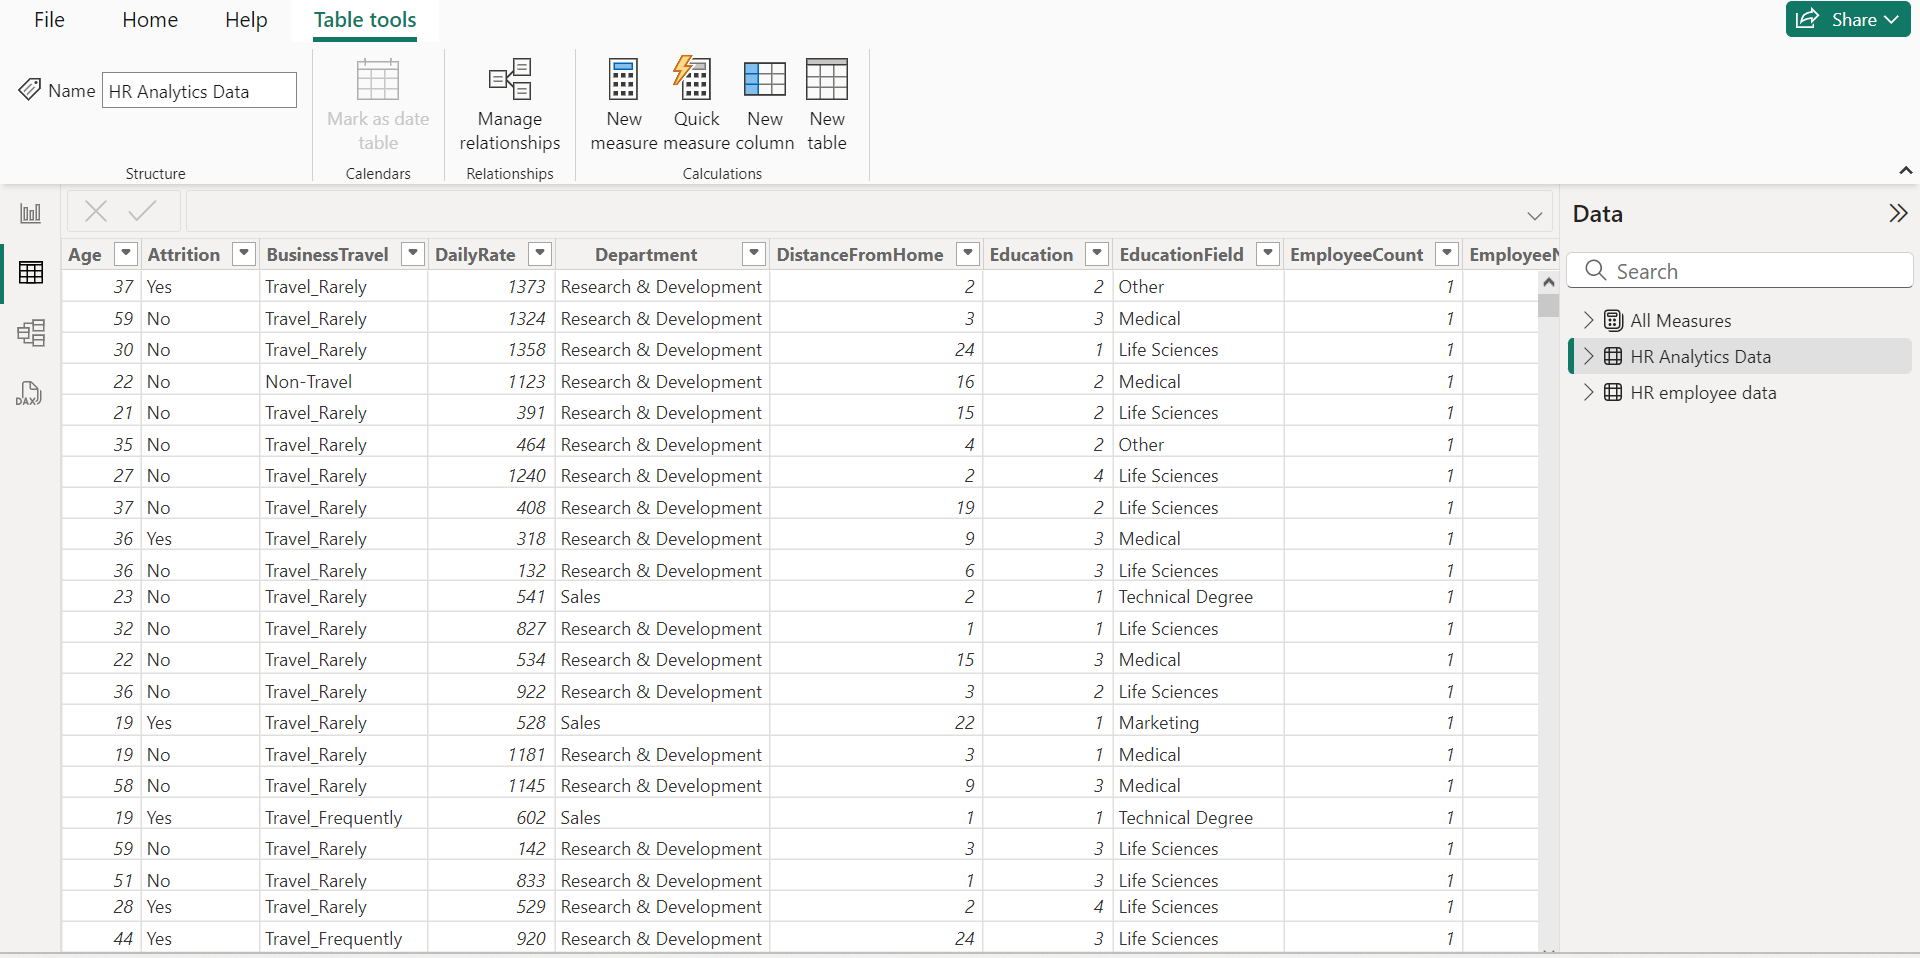 File Home Help Table tools Share
Name HR Analytics Data
Mark as date table
Manage relationships
New measure
Quick measure
New column
New table
Structure Calendars Relationships Calculations
Data
Search
All Measures
HR Analytics Data
HR employee data
DAX
Age Attrition BusinessTravel DailyRate Department DistanceFromHome Education EducationField EmployeeCount
37 Yes Travel_Rarely 1373 Research & Development 2 2 Other 1
59 No Travel_Rarely 1324 Research & Development 3 3 Medical 1
30 No Travel_Rarely 1358 Research & Development 24 1 Life Sciences 1
22 No Non-Travel 1123 Research & Development 16 2 Medical 1
21 No Travel_Rarely 391 Research & Development 15 2 Life Sciences 1
35 No Travel_Rarely 464 Research & Development 4 2 Other 1
27 No Travel_Rarely 1240 Research & Development 2 4 Life Sciences 1
37 No Travel_Rarely 408 Research & Development 19 2 Life Sciences 1
36 Yes Travel_Rarely 318 Research & Development 9 3 Medical 1
36 No Travel_Rarely 132 Research & Development 6 3 Life Sciences 1
23 No Travel_Rarely 541 Sales 2 1 Technical Degree 1
32 No Travel_Rarely 827 Research & Development 1 1 Life Sciences 1
22 No Travel_Rarely 534 Research & Development 15 3 Medical 1
36 No Travel_Rarely 922 Research & Development 3 2 Life Sciences 1
19 Yes Travel_Rarely 528 Sales 22 1 Marketing 1
19 No Travel_Rarely 1181 Research & Development 3 1 Medical 1
58 No Travel_Rarely 1145 Research & Development 9 3 Medical 1
19 Yes Travel_Frequently 602 Sales 1 1 Technical Degree 1
59 No Travel_Rarely 142 Research & Development 3 3 Life Sciences 1
51 No Travel_Rarely 833 Research & Development 1 3 Life Sciences 1
28 Yes Travel_Rarely 529 Research & Development 2 4 Life Sciences 1
44 Yes Travel_Frequently 920 Research & Development 24 3 Life Sciences 1